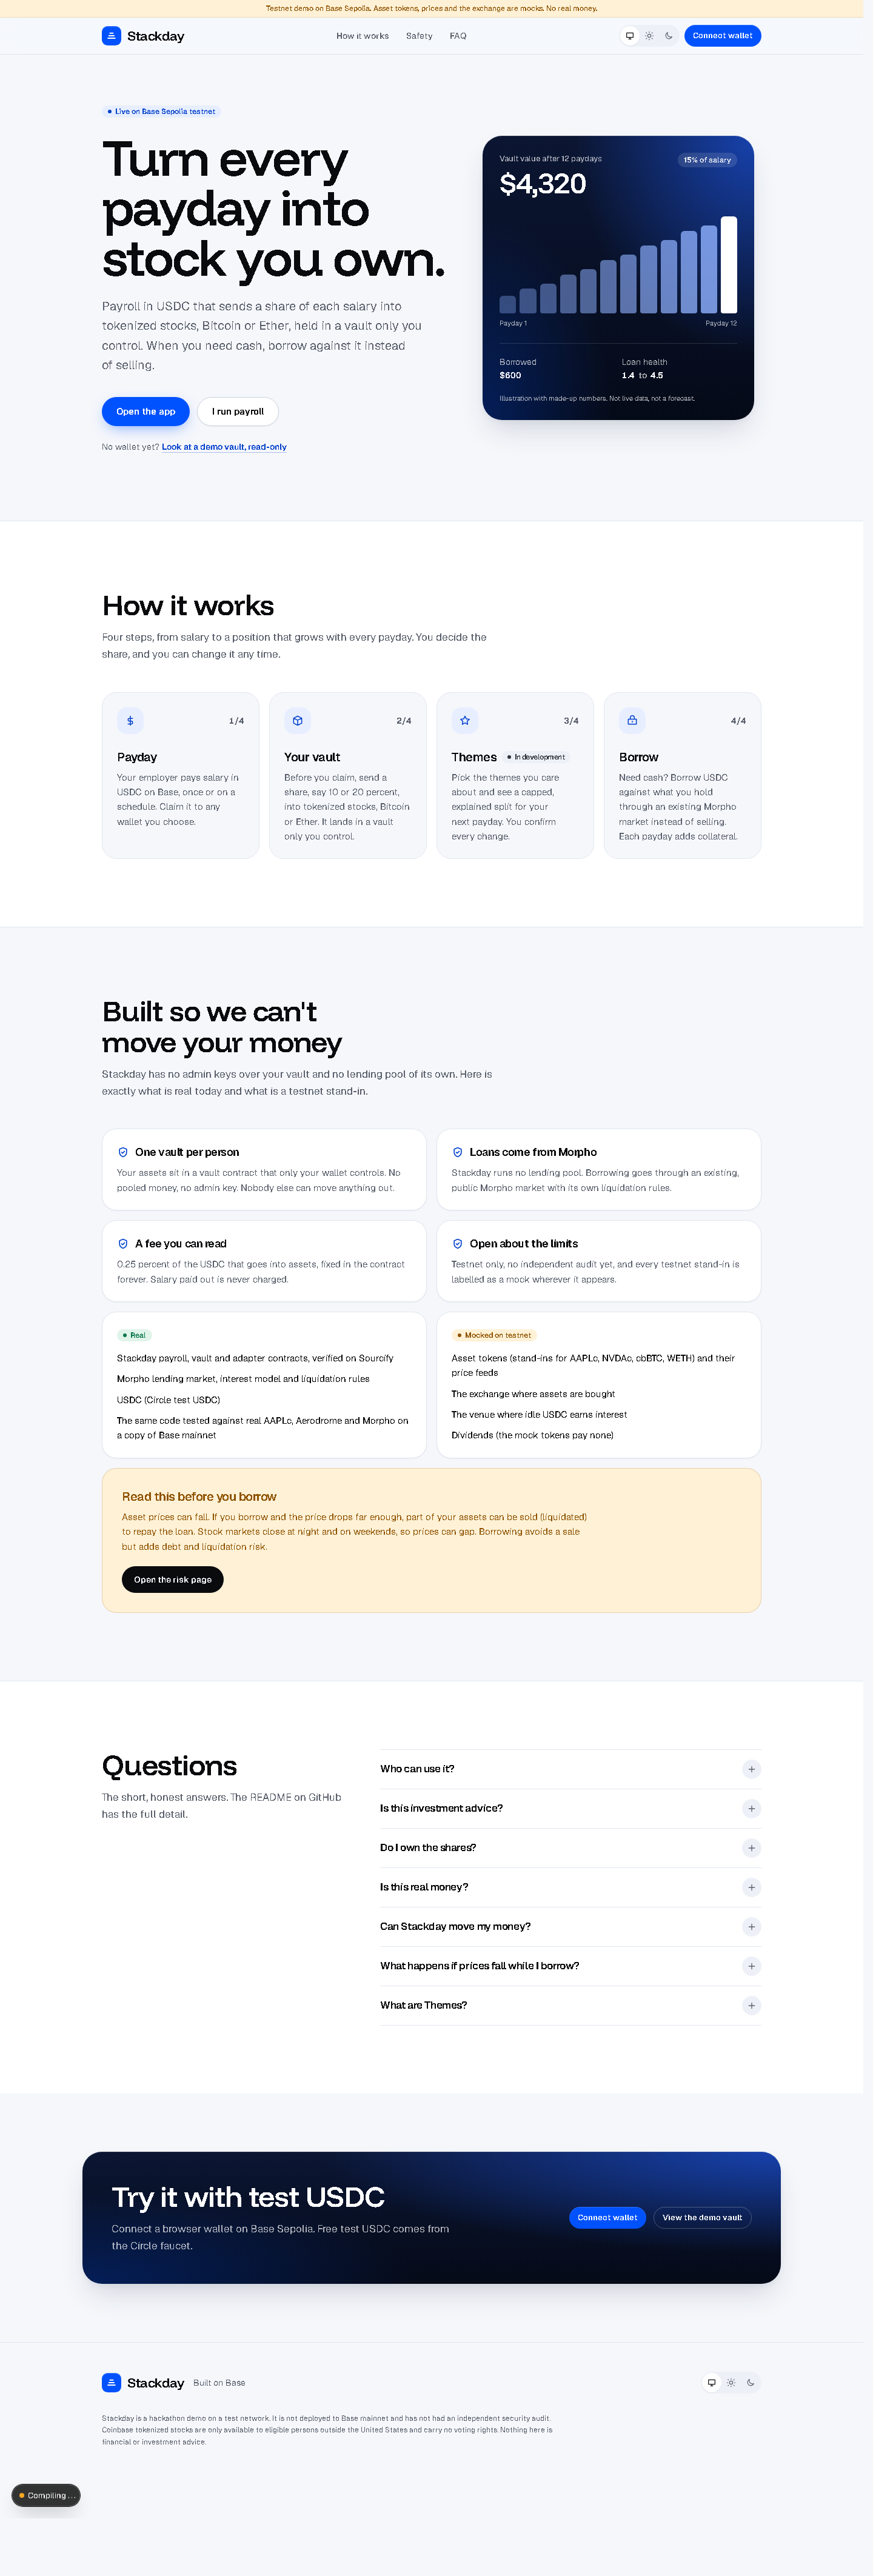 Testnet demo on Base Sepolia. Asset tokens, prices and the exchange are mocks. No real money.
Stackday
How it works
Safety
FAQ
Connect wallet
Live on Base Sepolia testnet
Turn every
payday into
stock you own.
Payroll in USDC that sends a share of each salary into
tokenized stocks, Bitcoin or Ether, held in a vault only you
control. When you need cash, borrow against it instead
of selling.
Open the app
I run payroll
No wallet yet? Look at a demo vault, read-only
Vault value after 12 paydays
15% of salary
$4,320
Payday 1
Payday 12
Borrowed
$600
Loan health
1.4 to 4.5
Illustration with made-up numbers. Not live data, not a forecast.
How it works
Four steps, from salary to a position that grows with every payday. You decide the
share, and you can change it any time.
1/4
Payday
Your employer pays salary in
USDC on Base, once or on a
schedule. Claim it to any
wallet you choose.
2/4
Your vault
Before you claim, send a
share, say 10 or 20 percent,
into tokenized stocks, Bitcoin
or Ether. It lands in a vault
only you control.
3/4
Themes
In development
Pick the themes you care
about and see a capped,
explained split for your
next payday. You confirm
every change.
4/4
Borrow
Need cash? Borrow USDC
against what you hold
through an existing Morpho
market instead of selling.
Each payday adds collateral.
Built so we can't
move your money
Stackday has no admin keys over your vault and no lending pool of its own. Here is
exactly what is real today and what is a testnet stand-in.
One vault per person
Your assets sit in a vault contract that only your wallet controls. No
pooled money, no admin key. Nobody else can move anything out.
Loans come from Morpho
Stackday runs no lending pool. Borrowing goes through an existing,
public Morpho market with its own liquidation rules.
A fee you can read
0.25 percent of the USDC that goes into assets, fixed in the contract
forever. Salary paid out is never charged.
Open about the limits
Testnet only, no independent audit yet, and every testnet stand-in is
labelled as a mock wherever it appears.
Real
Stackday payroll, vault and adapter contracts, verified on Sourcify
Morpho lending market, interest model and liquidation rules
USDC (Circle test USDC)
The same code tested against real AAPLc, Aerodrome and Morpho on
a copy of Base mainnet
Mocked on testnet
Asset tokens (stand-ins for AAPLc, NVDAc, cbBTC, WETH) and their
price feeds
The exchange where assets are bought
The venue where idle USDC earns interest
Dividends (the mock tokens pay none)
Read this before you borrow
Asset prices can fall. If you borrow and the price drops far enough, part of your assets can be sold (liquidated)
to repay the loan. Stock markets close at night and on weekends, so prices can gap. Borrowing avoids a sale
but adds debt and liquidation risk.
Open the risk page
Questions
The short, honest answers. The README on GitHub
has the full detail.
Who can use it?
Is this investment advice?
Do I own the shares?
Is this real money?
Can Stackday move my money?
What happens if prices fall while I borrow?
What are Themes?
Try it with test USDC
Connect a browser wallet on Base Sepolia. Free test USDC comes from
the Circle faucet.
Connect wallet
View the demo vault
Stackday
Built on Base
Stackday is a hackathon demo on a test network. It is not deployed to Base mainnet and has not had an independent security audit.
Coinbase tokenized stocks are only available to eligible persons outside the United States and carry no voting rights. Nothing here is
financial or investment advice.
Compiling ...